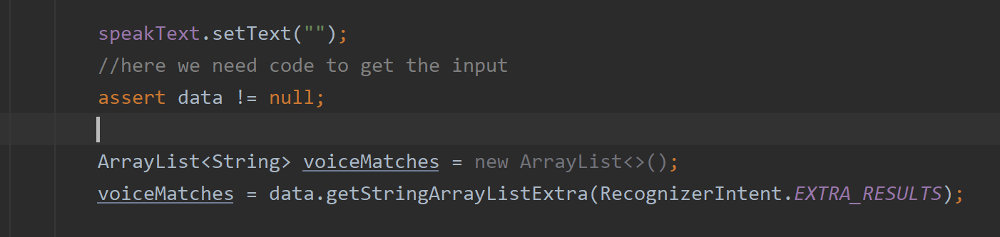 speakText.setText("");
//here we need code to get the input
assert data != null;
ArrayList<String> voiceMatches = new ArrayList<>();
voiceMatches = data.getStringArrayListExtra(RecognizerIntent.EXTRA_RESULTS);